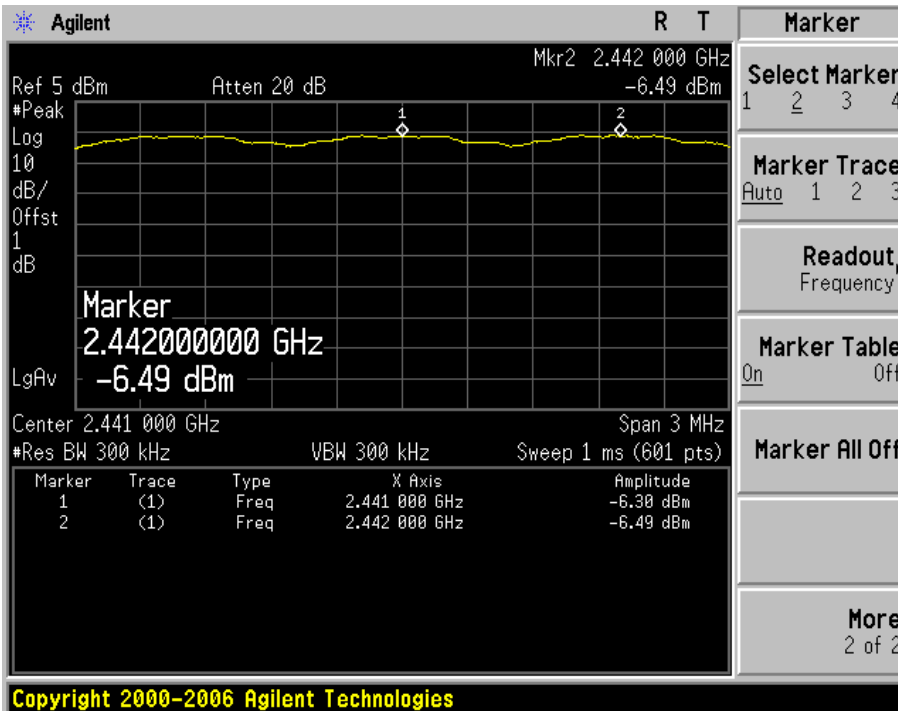 Agilent R T
Mkr2 2.442 000 GHz
Ref 5 dBm Atten 20 dB -6.49 dBm
#Peak
Log
10
dB/
Offst
1
dB
1 2
Marker
2.442000000 GHz
-6.49 dBm
LgAv
Center 2.441 000 GHz Span 3 MHz
#Res BW 300 kHz VBW 300 kHz Sweep 1 ms (601 pts)
Marker Trace Type X Axis Amplitude
1 (1) Freq 2.441 000 GHz -6.30 dBm
2 (1) Freq 2.442 000 GHz -6.49 dBm
Marker
Select Marker
1 2 3 4
Marker Trace
Auto 1 2 3
Readout
Frequency
Marker Table
On Off
Marker All Off
More
2 of 2
Copyright 2000-2006 Agilent Technologies